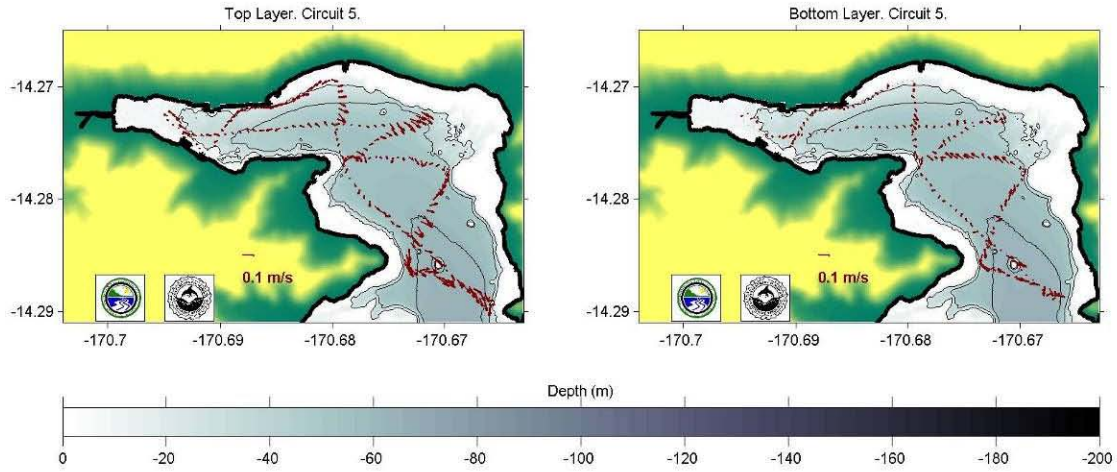 Top Layer. Circuit 5.
Bottom Layer. Circuit 5.
-14.27
-14.28
-14.29
0.1 m/s
-170.7 -170.69 -170.68 -170.67
-14.27
-14.28
-14.29
0.1 m/s
-170.7 -170.69 -170.68 -170.67
Depth (m)
0 -20 -40 -60 -80 -100 -120 -140 -160 -180 -200